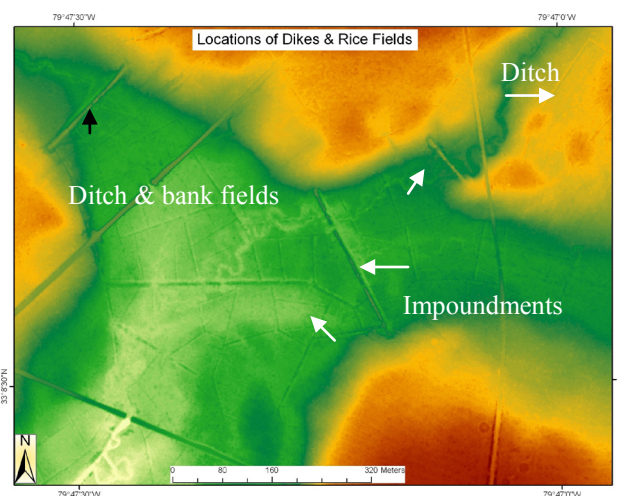 79°47'30"W
79°47'0"W
Locations of Dikes & Rice Fields
Ditch
Ditch & bank fields
Impoundments
33°8'30"N
N
0 80 160 320 Meters
79°47'30"W
79°47'0"W